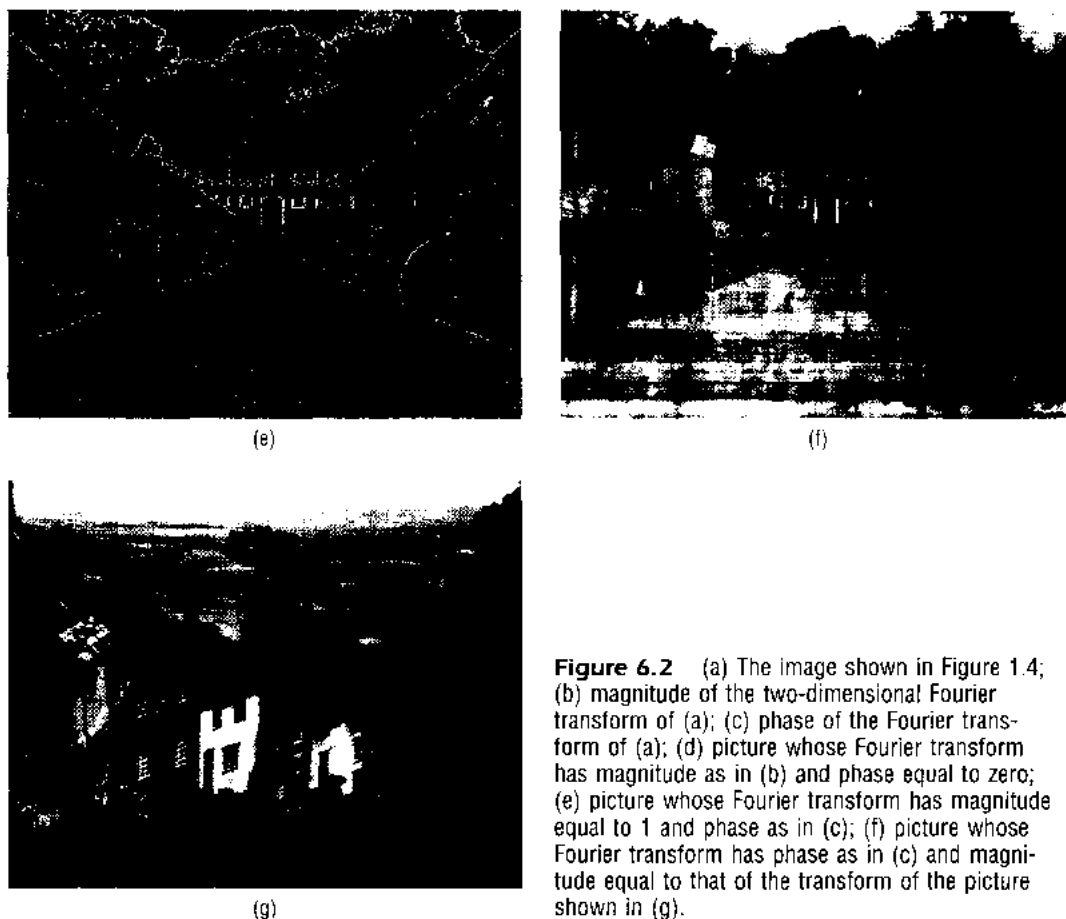 (e)
(f)
(g)
Figure 6.2 (a) The image shown in Figure 1.4;
(b) magnitude of the two-dimensional Fourier
transform of (a); (c) phase of the Fourier trans-
form of (a); (d) picture whose Fourier transform
has magnitude as in (b) and phase equal to zero;
(e) picture whose Fourier transform has magnitude
equal to 1 and phase as in (c); (f) picture whose
Fourier transform has phase as in (c) and magni-
tude equal to that of the transform of the picture
shown in (g).